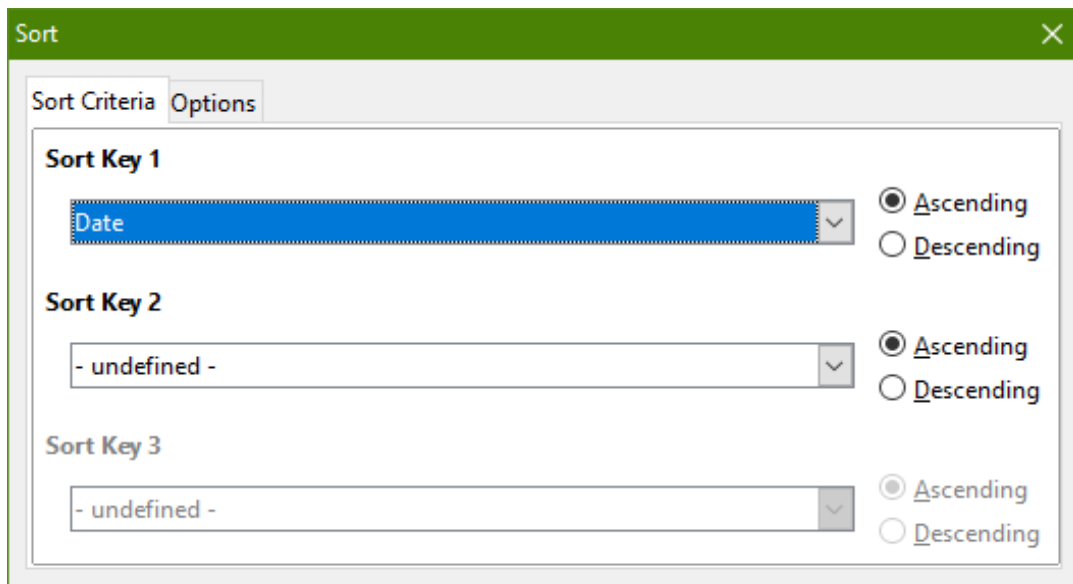 Sort
Sort Criteria Options
Sort Key 1
Date
Ascending
Descending
Sort Key 2
- undefined -
Ascending
Descending
Sort Key 3
- undefined -
Ascending
Descending